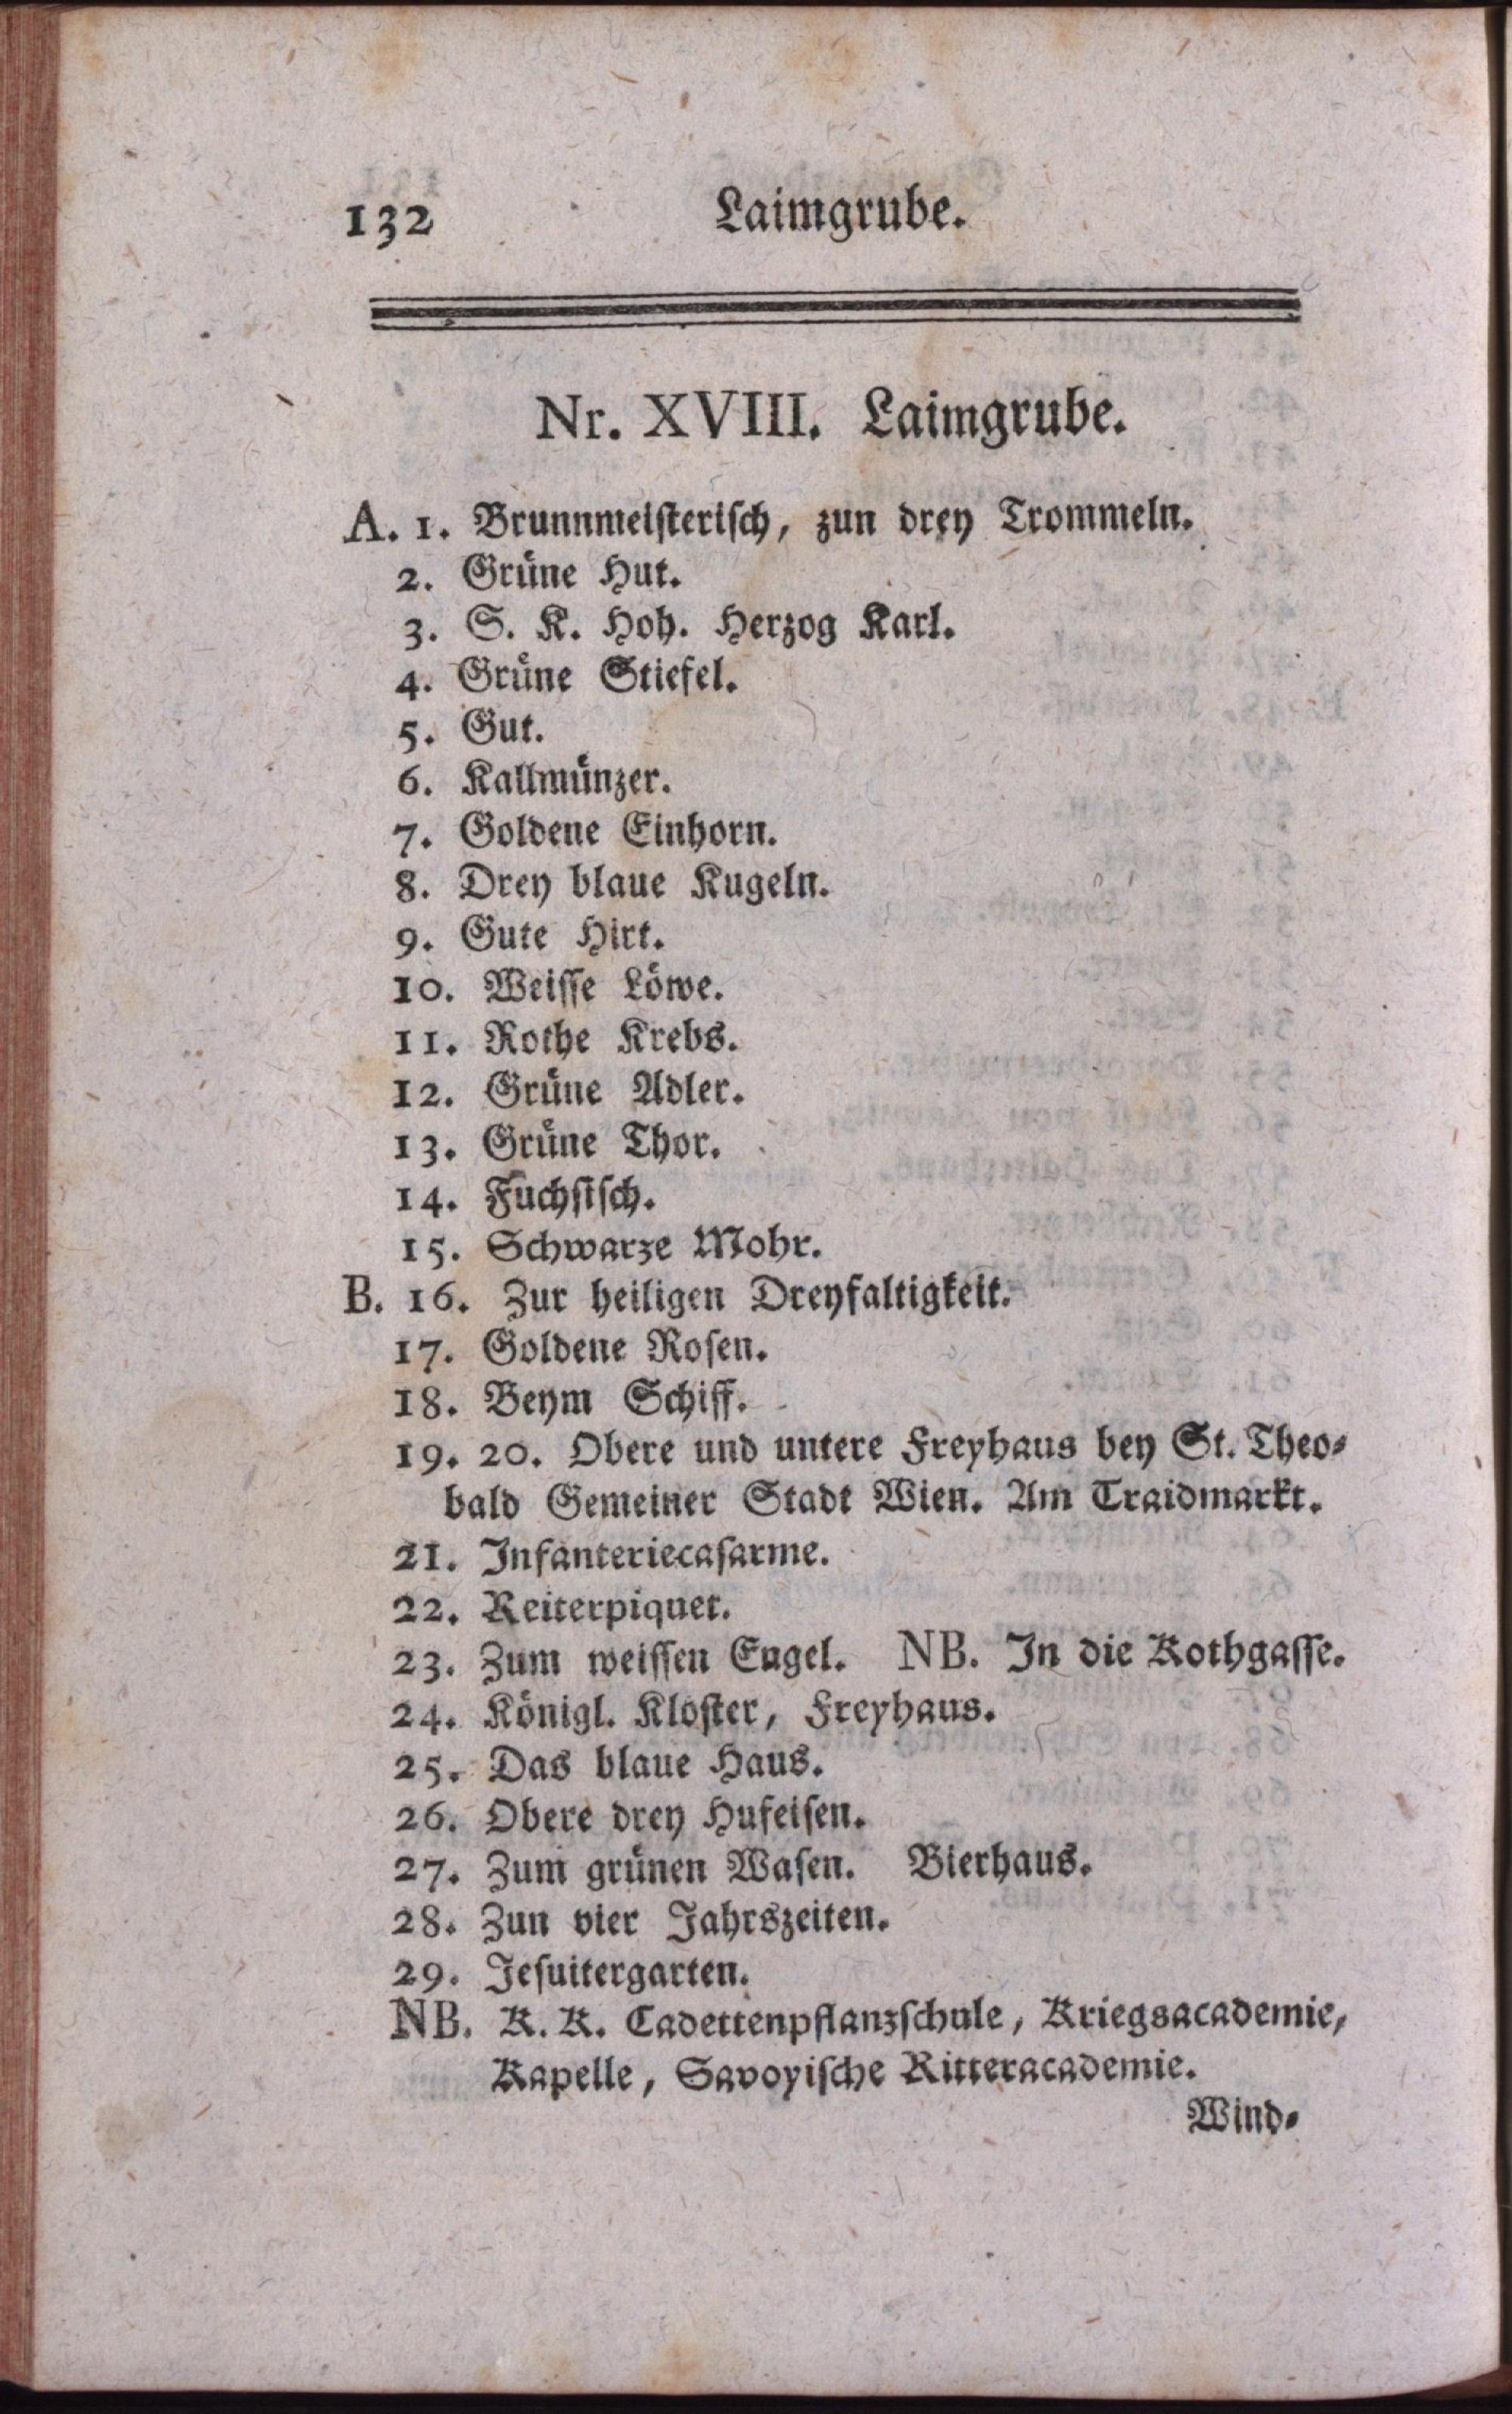 132 Laimgrube.
Nr. XVIII. Laimgrube.
A. 1. Brunnmeiſteriſch, zun drey Trommeln.
2. Grüne Hut.
3. S. K. Hoh. Herzog Karl.
4. Grüne Stiefel.
5. Gut.
6. Kallmünzer.
7. Goldene Einhorn.
8. Drey blaue Kugeln.
9. Gute Hirt.
10. Weiſſe Löwe.
11. Rothe Krebs.
12. Grüne Adler.
13. Grüne Thor.
14. Fuchſiſch.
15. Schwarze Mohr.
B. 16. Zur heiligen Dreyfaltigkeit.
17. Goldene Roſen.
18. Beym Schiff.
19. 20. Obere und untere Freyhaus bey St. Theo⸗
bald Gemeiner Stadt Wien. Am Traidmarkt.
21. Infanteriecaſarme.
22. Reiterpiquet.
23. Zum weiſſen Engel. NB. In die Kothgaſſe.
24. Königl. Kloſter, Freyhaus.
25. Das blaue Haus.
26. Obere drey Hufeiſen.
27. Zum grünen Waſen. Bierhaus.
28. Zun vier Jahrszeiten.
29. Jeſuitergarten.
NB. K. K. Cadettenpflanzſchule, Kriegsacademie,
Kapelle, Savoyiſche Ritteracademie.
Wind⸗